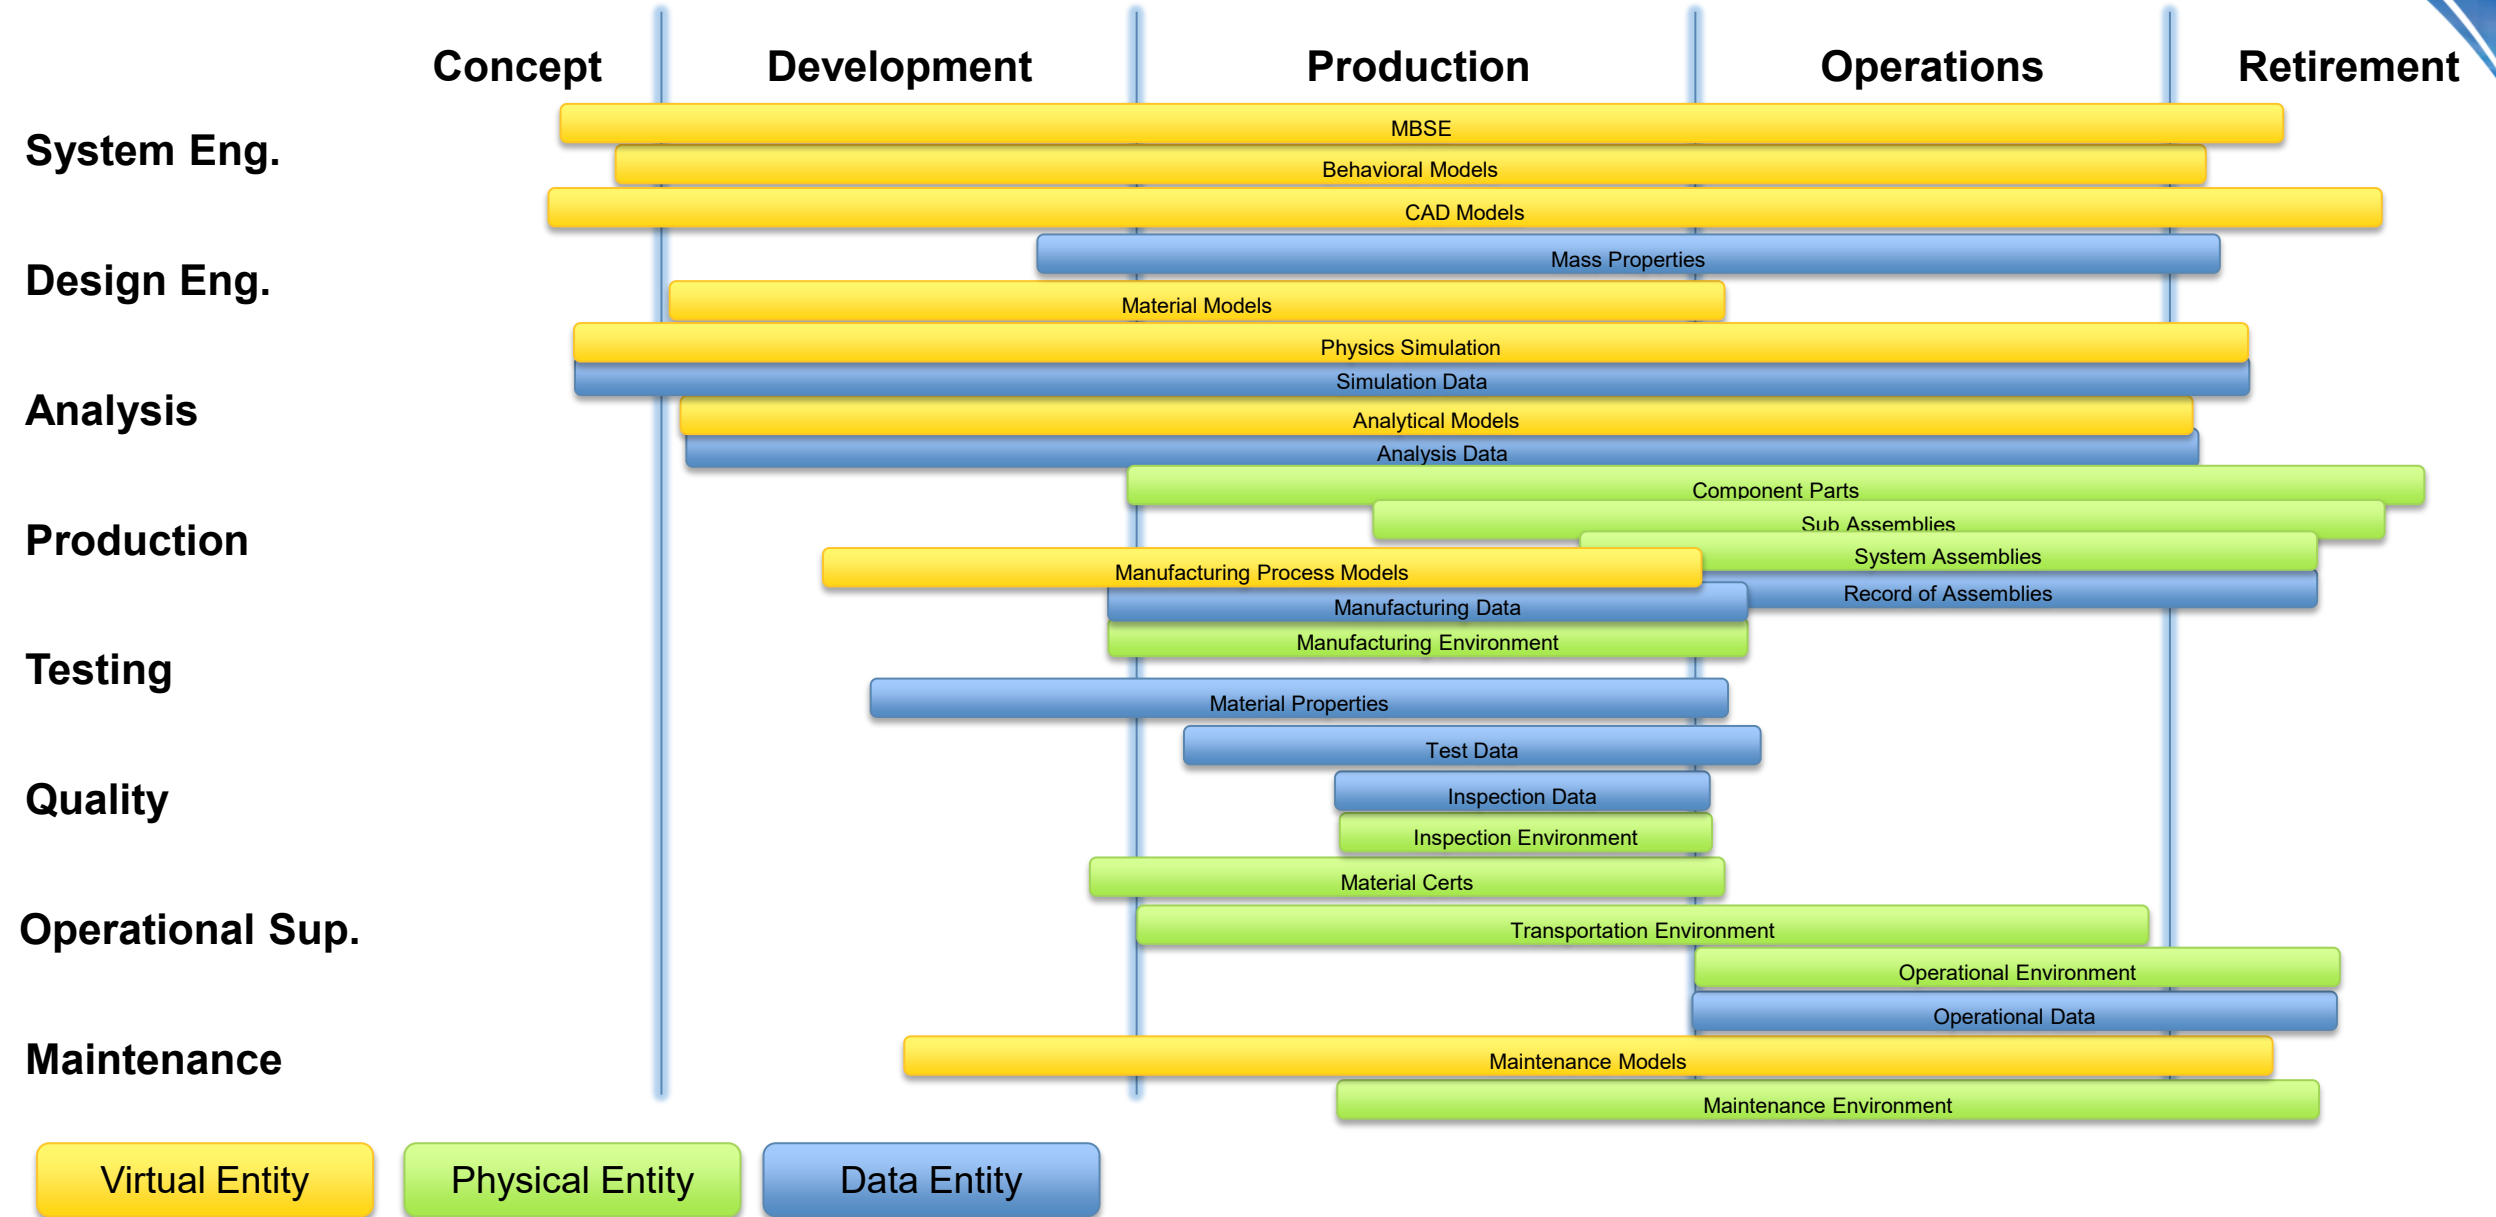 Concept Development Production Operations Retirement
MBSE
System Eng.
Behavioral Models
CAD Models
Mass Properties
Design Eng.
Material Models
Physics Simulation
Simulation Data
Analysis
Analytical Models
Analysis Data
Component Parts
Sub Assemblies
Production
System Assemblies
Manufacturing Process Models
Record of Assemblies
Manufacturing Data
Manufacturing Environment
Testing
Material Properties
Test Data
Quality
Inspection Data
Inspection Environment
Material Certs
Operational Sup.
Transportation Environment
Operational Environment
Operational Data
Maintenance
Maintenance Models
Maintenance Environment
Virtual Entity Physical Entity Data Entity